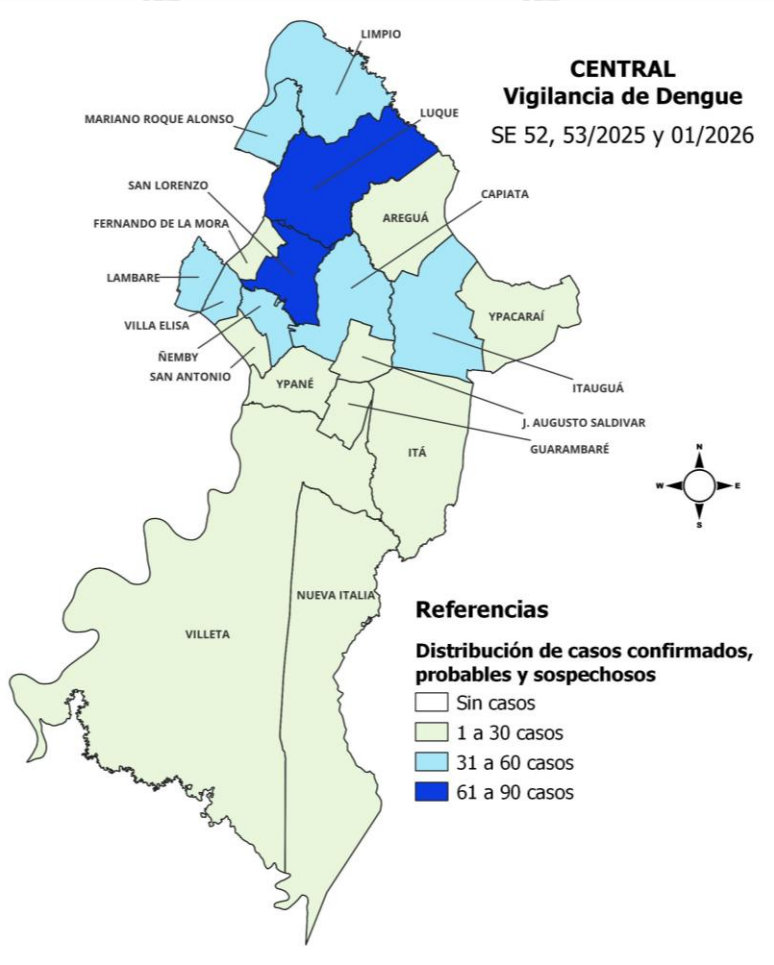 LIMPIO
CENTRAL
Vigilancia de Dengue
SE 52, 53/2025 y 01/2026
MARIANO ROQUE ALONSO
LUQUE
SAN LORENZO
CAPIATA
FERNANDO DE LA MORA
AREGUÁ
LAMBARE
VILLA ELISA
YPACARAÍ
ÑEMBY
SAN ANTONIO
YPANÉ
ITAUGUÁ
J. AUGUSTO SALDIVAR
GUARAMBARÉ
ITÁ
N
W
E
S
NUEVA ITALIA
VILLETA
Referencias
Distribución de casos confirmados,
probables y sospechosos
Sin casos
1 a 30 casos
31 a 60 casos
61 a 90 casos